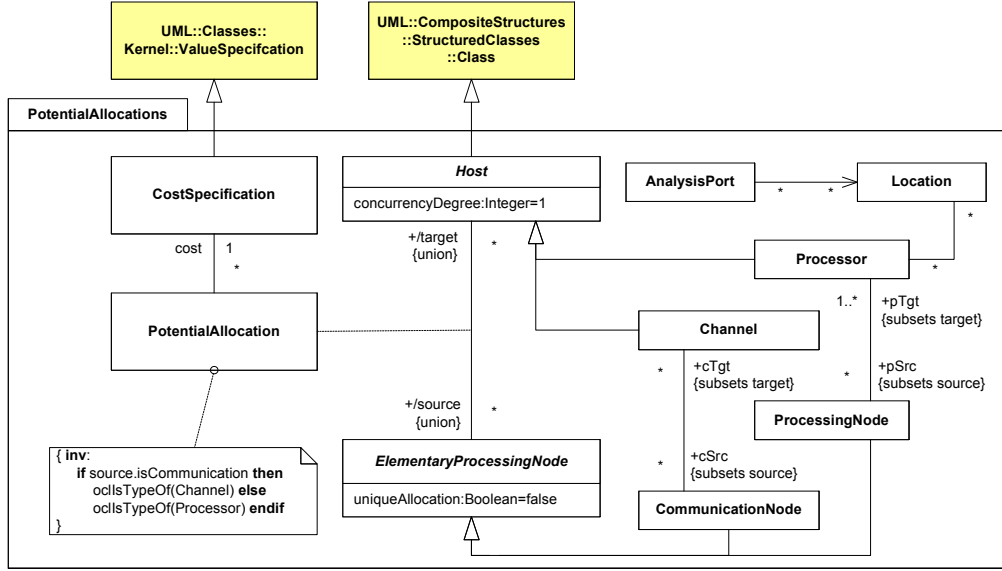 UML::Classes::
Kernel::ValueSpecifcation
UML::CompositeStructures
::StructuredClasses
::Class
PotentialAllocations
CostSpecification
Host
concurrencyDegree:Integer=1
AnalysisPort
Location
* *
*
*
cost 1
*
+/target
{union}
*
Processor
1..*
+pTgt
{subsets target}
PotentialAllocation
Channel
*
+cTgt
{subsets target}
*
+pSrc
{subsets source}
+/source
{union}
*
ProcessingNode
{ inv:
if source.isCommunication then
oclIsTypeOf(Channel) else
oclIsTypeOf(Processor) endif
}
ElementaryProcessingNode
uniqueAllocation:Boolean=false
*
+cSrc
{subsets source}
CommunicationNode